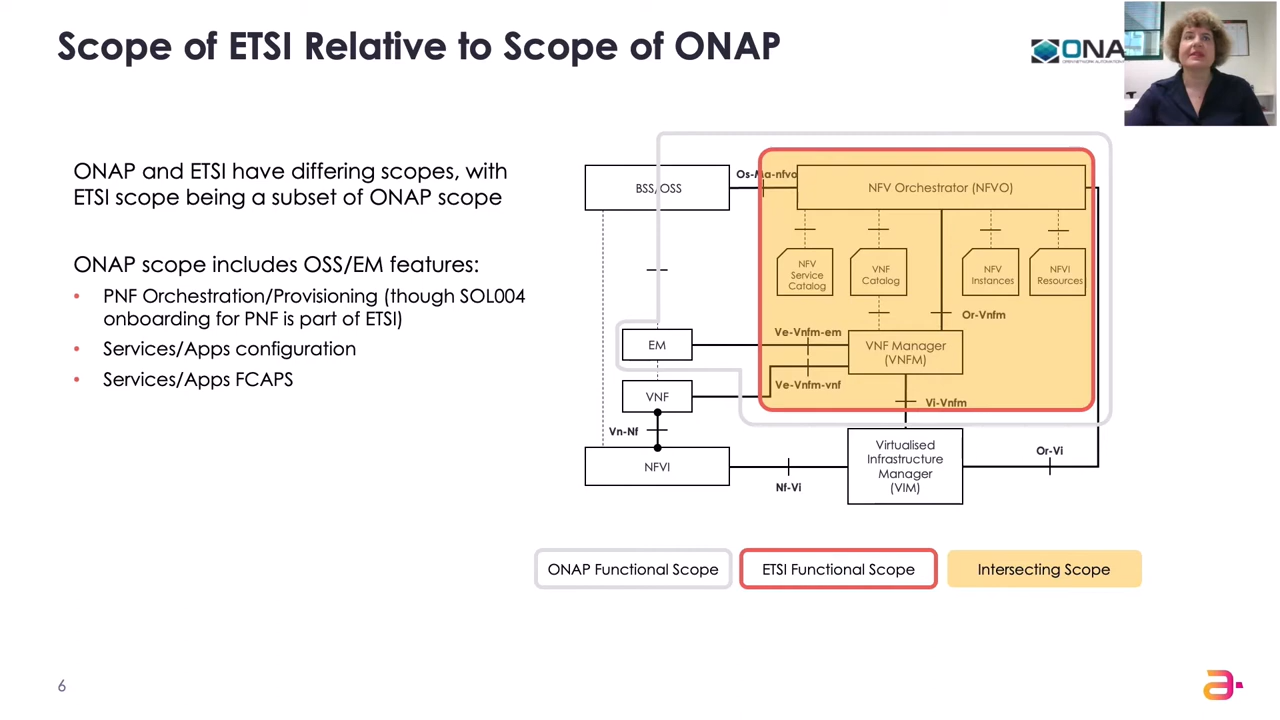 Scope of ETSI Relative to Scope of ONAP
ONA
ONAP and ETSI have differing scopes, with
ETSI scope being a subset of ONAP scope
ONAP scope includes OSS/EM features:
• PNF Orchestration/Provisioning (though SOL004
onboarding for PNF is part of ETSI)
• Services/Apps configuration
• Services/Apps FCAPS
BSS/OSS
Os-Ma-nfvo
NFV Orchestrator (NFVO)
NFV
Service
Catalog
VNF
Catalog
NFV
Instances
NFVI
Resources
Or-Vnfm
EM
Ve-Vnfm-em
VNF Manager
(VNFM)
Ve-Vnfm-vnf
VNF
Vi-Vnfm
Vn-Nf
NFVI
Nf-Vi
Virtualised
Infrastructure
Manager
(VIM)
Or-Vi
ONAP Functional Scope
ETSI Functional Scope
Intersecting Scope
6
a